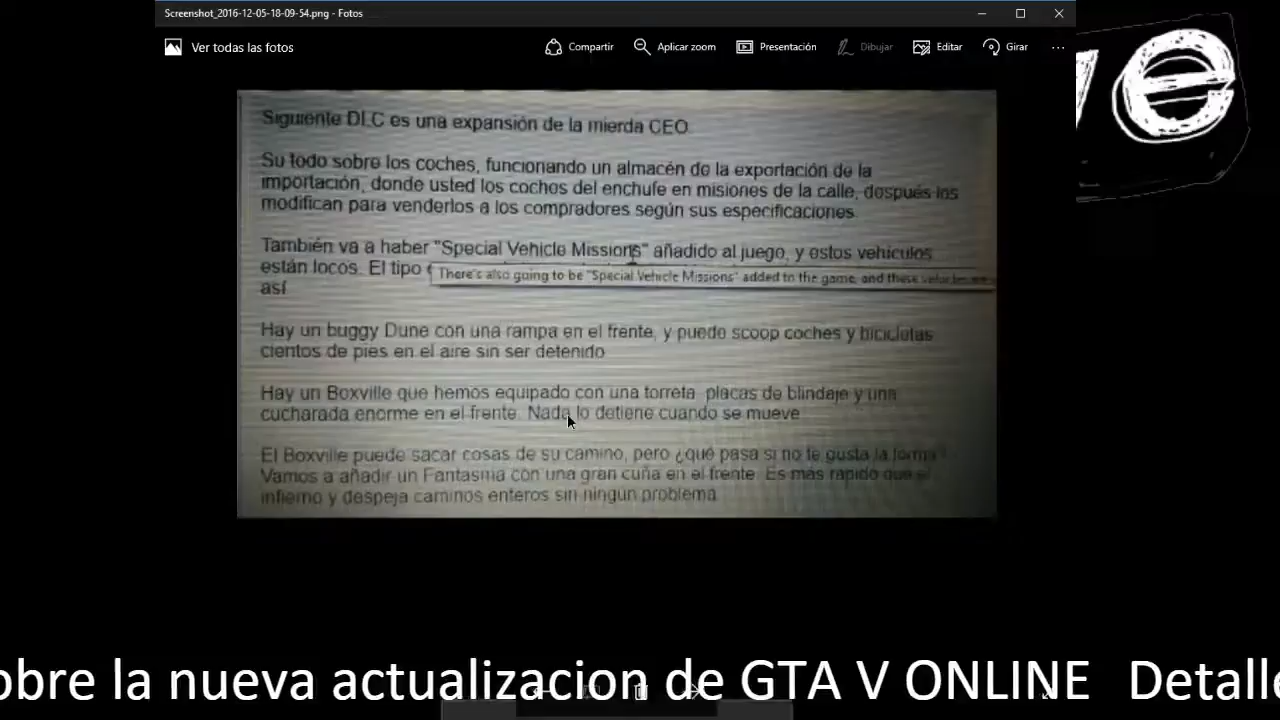 Screenshot_2016-12-05-18-09-54.png - Fotos
Ver todas las fotos
Compartir
Aplicar zoom
Presentación
Dibujar
Editar
Girar
e
Siguiente DLC es una expansión de la mierda CEO
Su todo sobre los coches, funcionando un almacén de la exportación de la
importación, donde usted los coches del enchufe en misiones de la calle, después los
modifican para venderlos a los compradores según sus especificaciones.
También va a haber "Special Vehicle Missions" añadido al juego, y estos vehículos
están locos. El tipo
There's also going to be "Special Vehicle Missions" added to the game, and these
así
Hay un buggy Dune con una rampa en el frente, y puede scoop coches y bicicletas
cientos de pies en el aire sin ser detenido
Hay un Boxville que hemos equipado con una torreta, placas de blindaje y una
cucharada enorme en el frente. Nada lo detiene cuando se mueve
El Boxville puede sacar cosas de su camino, pero ¿qué pasa si no te gusta la forma?
Vamos a añadir un Fantasma con una gran cuña en el frente. Es más rápido que el
infierno y despeja caminos enteros sin ningún problema
obre la nueva actualizacion de GTA V ONLINE Detalle